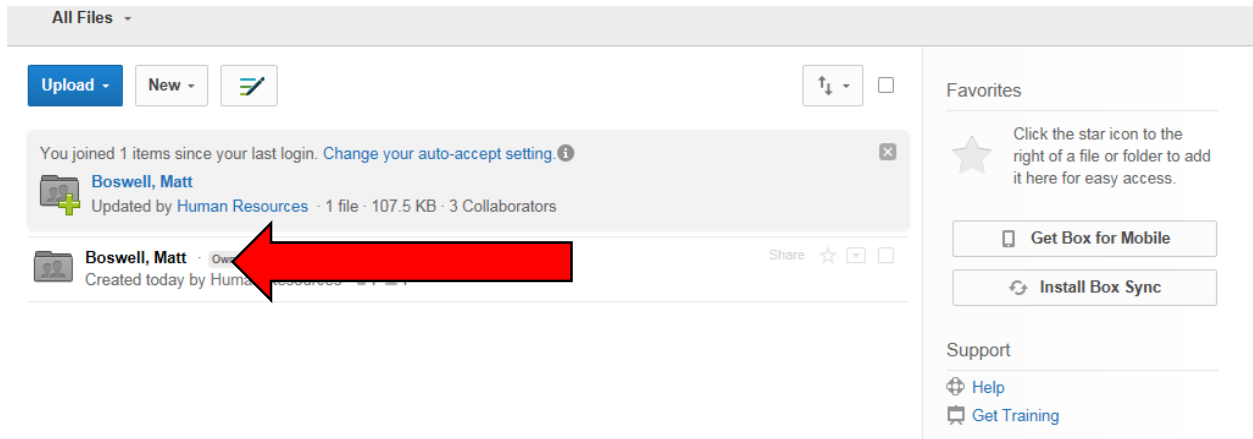 All Files
Upload
New
You joined 1 items since your last login. Change your auto-accept setting.
Boswell, Matt
Updated by Human Resources · 1 file · 107.5 KB · 3 Collaborators
Boswell, Matt ·
Share
Created today by Human Resources
Favorites
Click the star icon to the
right of a file or folder to add
it here for easy access.
Get Box for Mobile
Install Box Sync
Support
Help
Get Training